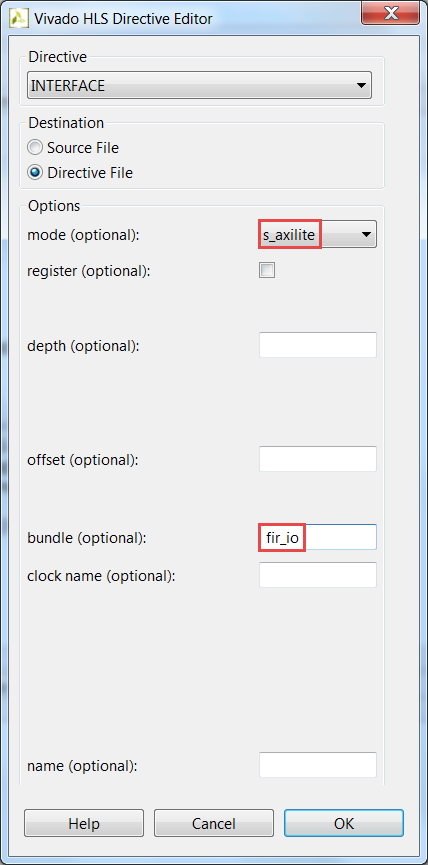 Vivado HLS Directive Editor
Directive
INTERFACE
Destination
Source File
Directive File
Options
mode (optional): s_axilite
register (optional):
depth (optional):
offset (optional):
bundle (optional): fir_io
clock name (optional):
name (optional):
Help Cancel OK